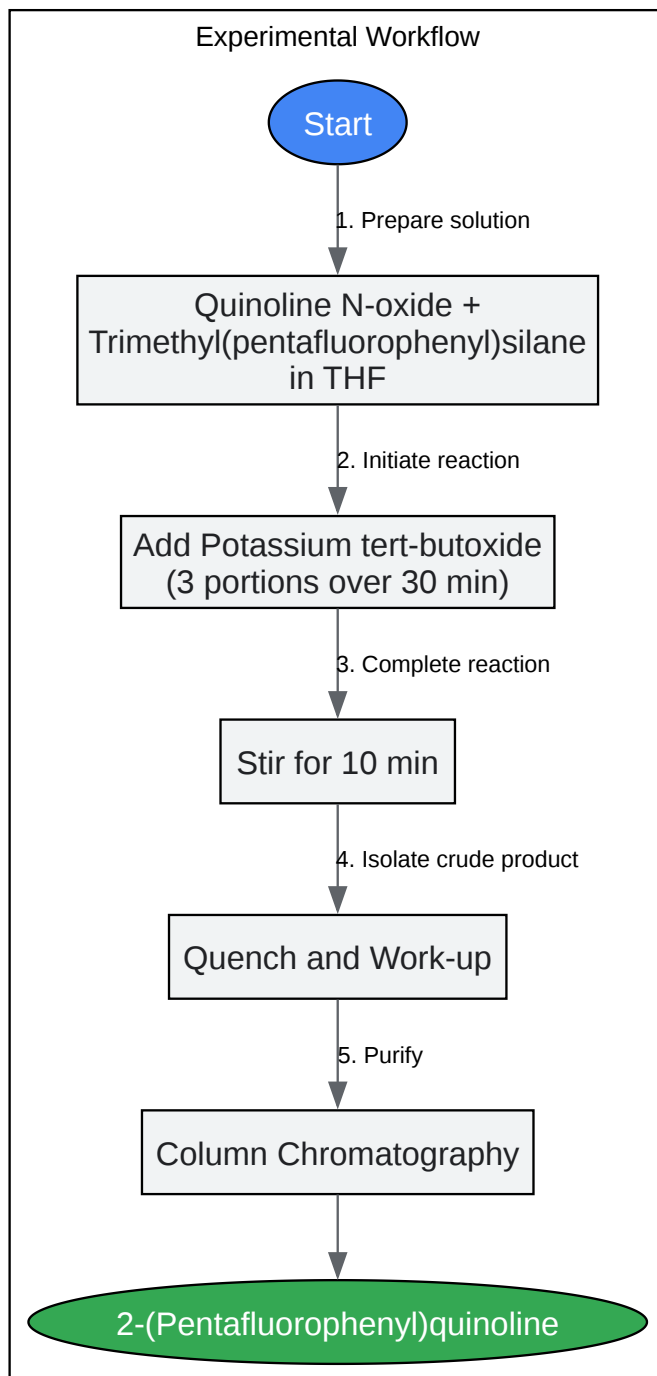 Experimental Workflow
Start
1. Prepare solution
Quinoline N-oxide +
Trimethyl(pentafluorophenyl)silane
in THF
2. Initiate reaction
Add Potassium tert-butoxide
(3 portions over 30 min)
3. Complete reaction
Stir for 10 min
4. Isolate crude product
Quench and Work-up
5. Purify
Column Chromatography
2-(Pentafluorophenyl)quinoline